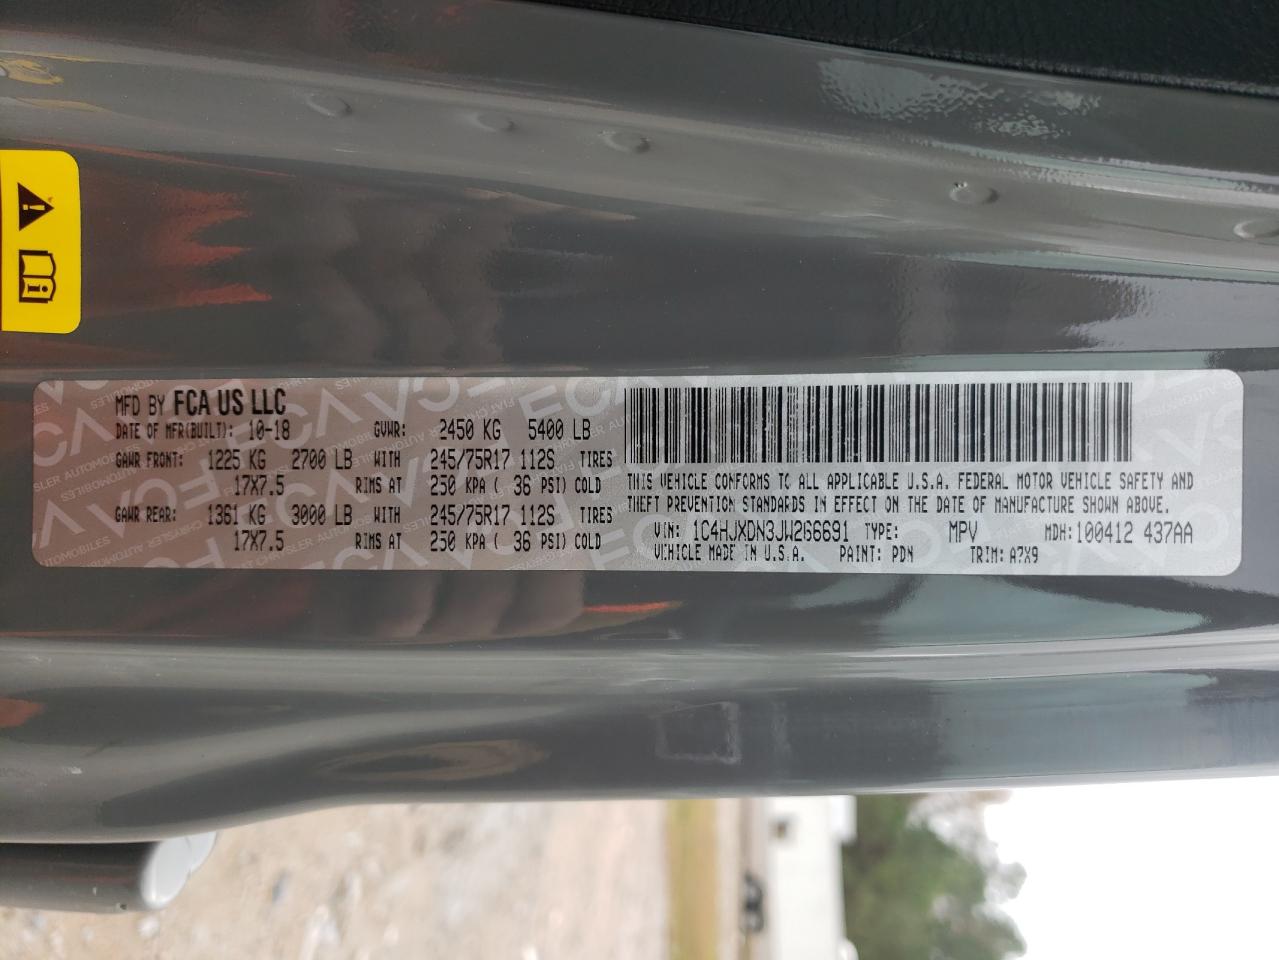 MFD BY FCA US LLC
DATE OF MFR(BUILT): 10-18 GVWR: 2450 KG 5400 LB
GAWR FRONT: 1225 KG 2700 LB WITH 245/75R17 112S TIRES
17X7.5 RIMS AT 250 KPA ( 36 PSI) COLD
GAWR REAR: 1361 KG 3000 LB WITH 245/75R17 112S TIRES
17X7.5 RIMS AT 250 KPA ( 36 PSI) COLD
THIS VEHICLE CONFORMS TO ALL APPLICABLE U.S.A. FEDERAL MOTOR VEHICLE SAFETY AND
THEFT PREVENTION STANDARDS IN EFFECT ON THE DATE OF MANUFACTURE SHOWN ABOVE.
VIN: 1C4HJXDN3JW266691 TYPE: MPV MDH: 100412 437AA
VEHICLE MADE IN U.S.A. PAINT: PDN TRIM: A7X9